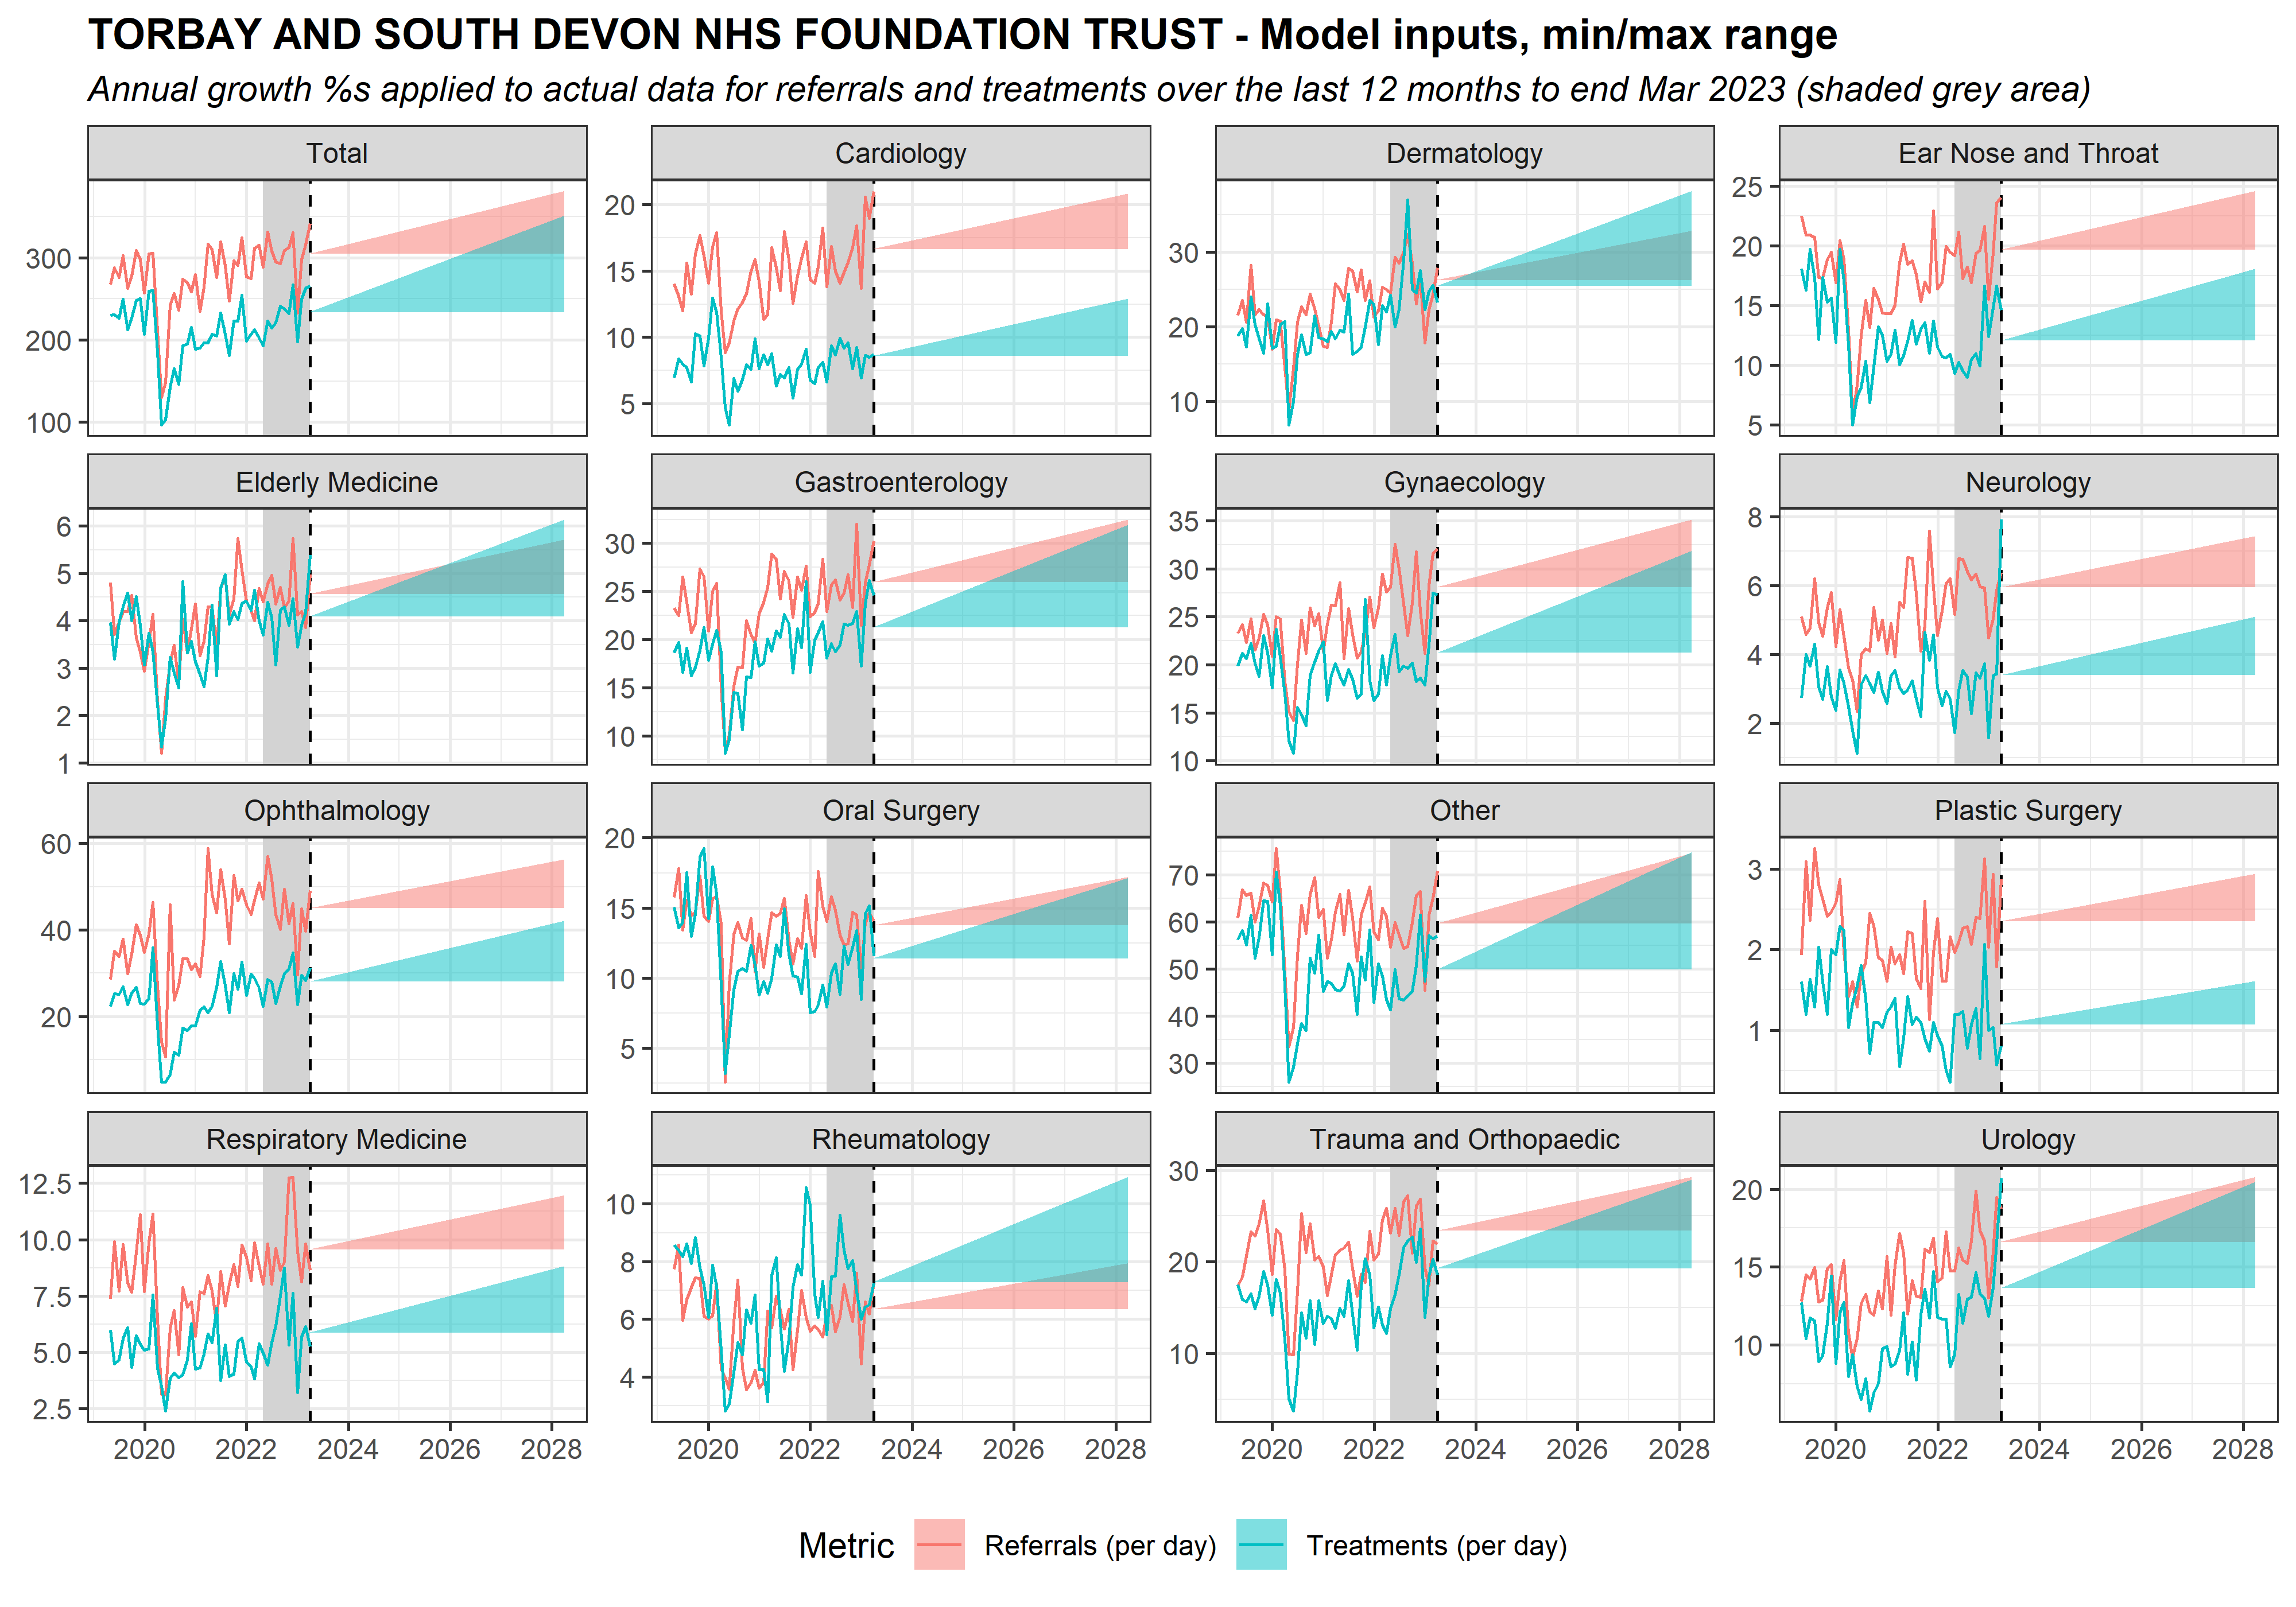 TORBAY AND SOUTH DEVON NHS FOUNDATION TRUST - Model inputs, min/max range
Annual growth %s applied to actual data for referrals and treatments over the last 12 months to end Mar 2023 (shaded grey area)
Total
300
200
100
Cardiology
20
15
10
5
Dermatology
30
20
10
Ear Nose and Throat
25
20
15
10
5
Elderly Medicine
6
5
4
3
2
1
Gastroenterology
30
25
20
15
10
Gynaecology
35
30
25
20
15
10
Neurology
8
6
4
2
Ophthalmology
60
40
20
Oral Surgery
20
15
10
5
Other
70
60
50
40
30
Plastic Surgery
3
2
1
Respiratory Medicine
12.5
10.0
7.5
5.0
2.5
2020 2022 2024 2026 2028
Rheumatology
10
8
6
4
2020 2022 2024 2026 2028
Trauma and Orthopaedic
30
20
10
2020 2022 2024 2026 2028
Urology
20
15
10
2020 2022 2024 2026 2028
Metric Referrals (per day) Treatments (per day)